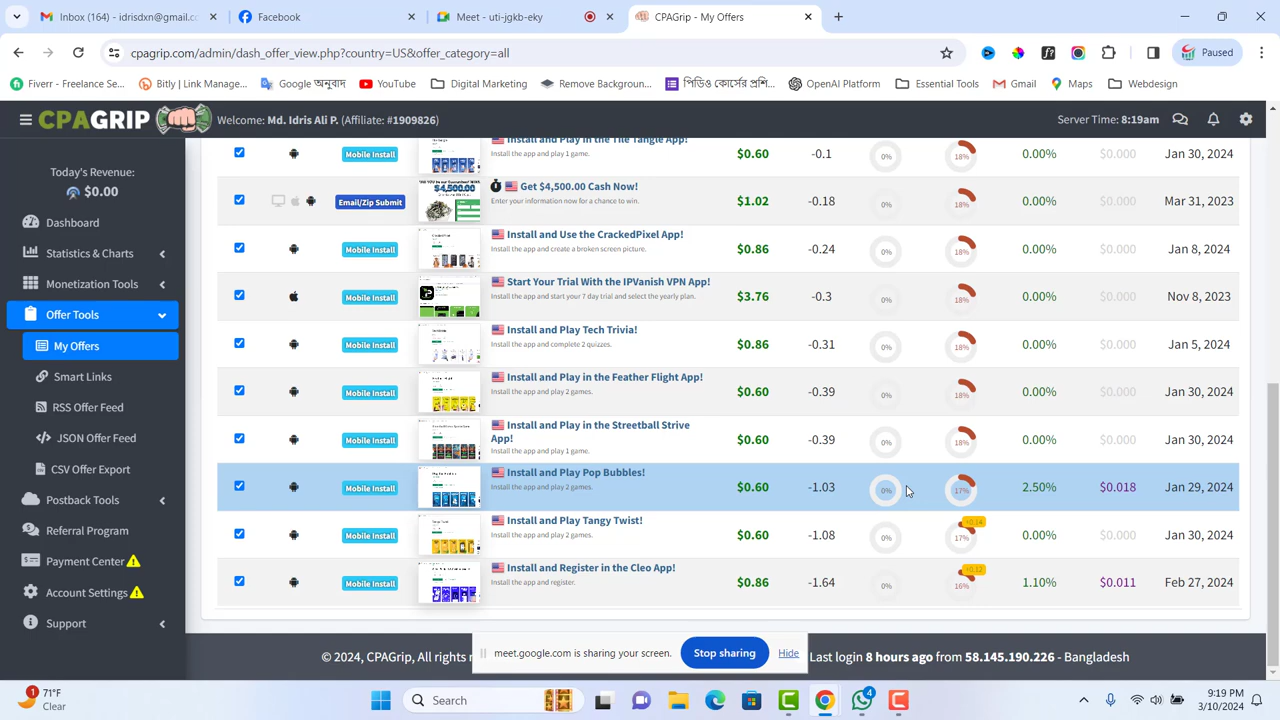 Inbox (164) - idrisdxn@gmail.c
Facebook
Meet - uti-jgkb-eky
CPAGrip - My Offers
cpagrip.com/admin/dash_offer_view.php?country=US&offer_category=all
Paused
Fiverr - Freelance Se...
Bitly | Link Manage...
Google অনুবাদ
YouTube
Digital Marketing
Remove Backgroun...
পিডিও কোর্সের প্রশি...
OpenAI Platform
Essential Tools
Gmail
Maps
Webdesign
CPAGRIP
Welcome: Md. Idris Ali P. (Affiliate: #1909826)
Server Time: 8:19am
Today's Revenue:
$0.00
Dashboard
Statistics & Charts
Monetization Tools
Offer Tools
My Offers
Smart Links
RSS Offer Feed
JSON Offer Feed
CSV Offer Export
Postback Tools
Referral Program
Payment Center
Account Settings
Support
Install and Play in the Tile Tangle App!
Mobile Install
Install the app and play 1 game.
$0.60 -0.1 0% 18% 0.00% $0.000 Jan 30, 2024
Get $4,500.00 Cash Now!
Email/Zip Submit
$4,500.00
Enter your information now for a chance to win.
$1.02 -0.18 0% 18% 0.00% $0.000 Mar 31, 2023
Install and Use the CrackedPixel App!
Mobile Install
Install the app and create a broken screen picture.
$0.86 -0.24 0% 18% 0.00% $0.000 Jan 8, 2024
Start Your Trial With the IPVanish VPN App!
Mobile Install
Install the app and start your 7 day trial and select the yearly plan.
$3.76 -0.3 0% 18% 0.00% $0.000 Nov 8, 2023
Install and Play Tech Trivia!
Mobile Install
Install the app and complete 2 quizzes.
$0.86 -0.31 0% 18% 0.00% $0.000 Jan 5, 2024
Install and Play in the Feather Flight App!
Mobile Install
Install the app and play 2 games.
$0.60 -0.39 0% 18% 0.00% $0.000 Jan 30, 2024
Install and Play in the Streetball Strive
App!
Mobile Install
Install the app and play 1 game.
$0.60 -0.39 0% 18% 0.00% $0.000 Jan 30, 2024
Install and Play Pop Bubbles!
Mobile Install
Install the app and play 2 games.
$0.60 -1.03 0% 17% 2.50% $0.018 Jan 29, 2024
Install and Play Tangy Twist!
Mobile Install
Install the app and play 2 games.
$0.60 -1.08 0% 17% +0.14 0.00% $0.000 Jan 30, 2024
Install and Register in the Cleo App!
Mobile Install
Install the app and register.
$0.86 -1.64 0% 16% +0.12 1.10% $0.011 Feb 27, 2024
© 2024, CPAGrip, All rights r
meet.google.com is sharing your screen.
Stop sharing
Hide
Last login 8 hours ago from 58.145.190.226 - Bangladesh
1
71°F
Clear
Search
4
9:19 PM
3/10/2024